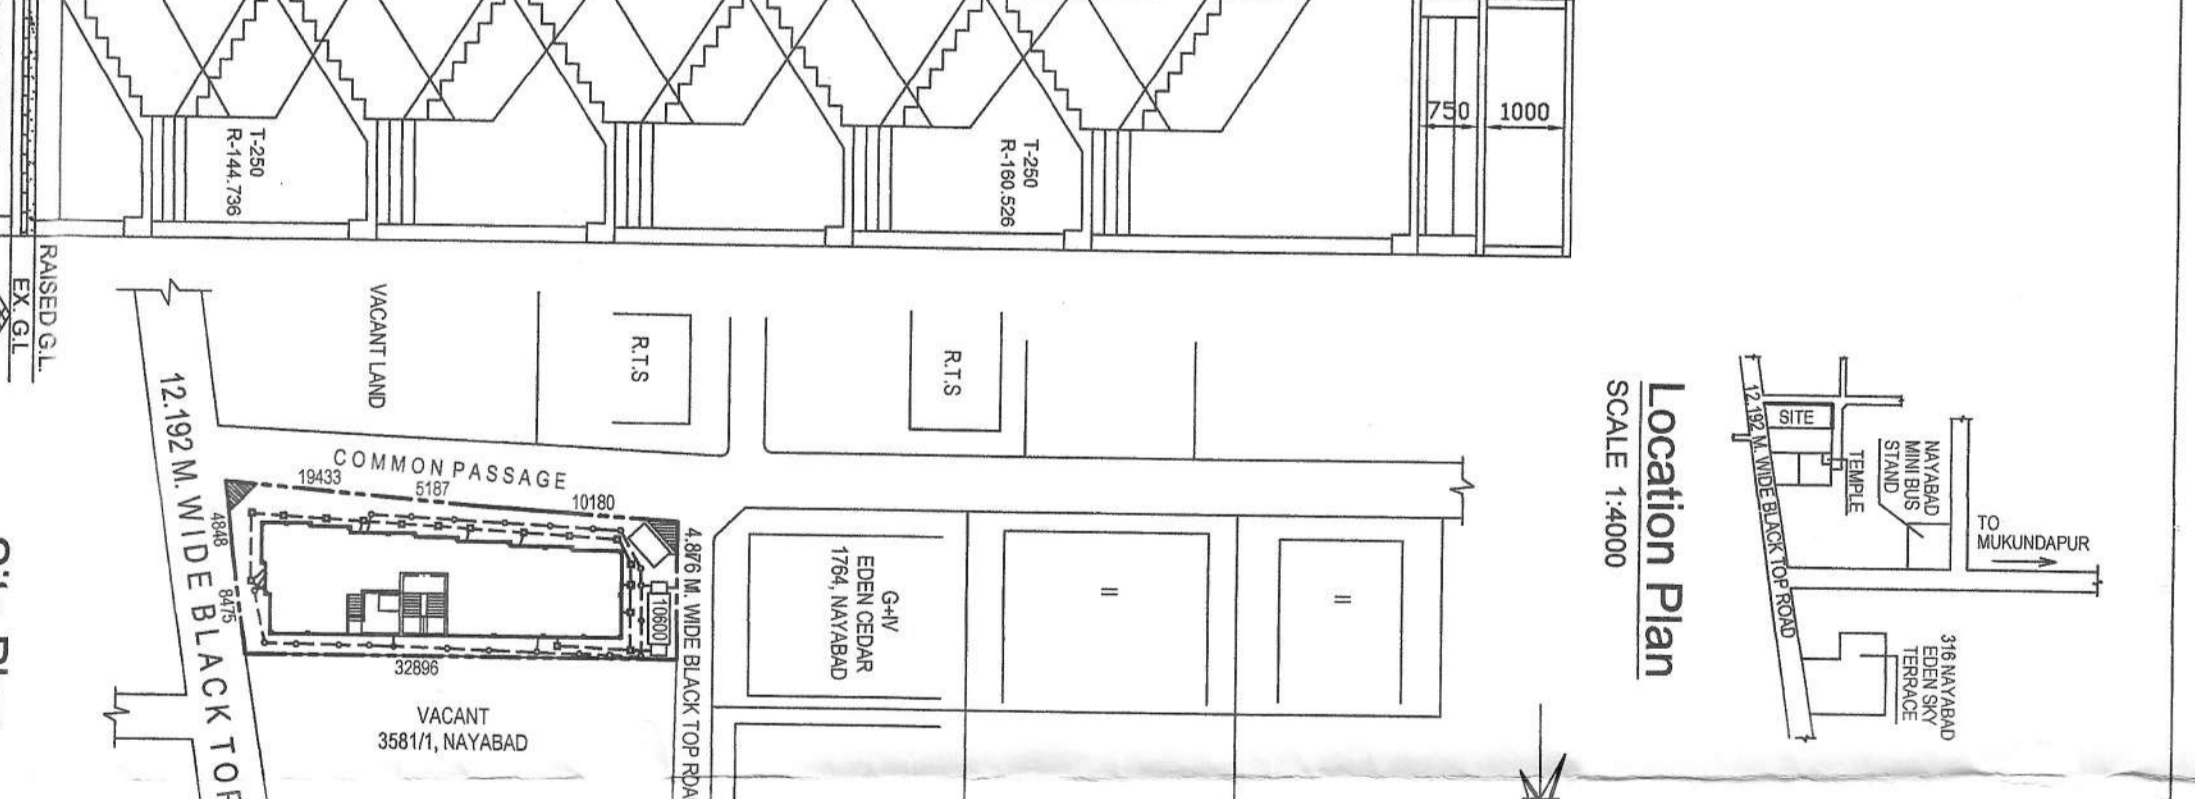 750
1000
T-250
R-144.736
T-250
R-160.526
RAISED G.L.
EX. G.L
VACANT LAND
R.T.S
R.T.S
COMMON PASSAGE
19433
5187
10180
4848
8475
10600
32896
12.192 M. WIDE BLACK TOP
4.876 M. WIDE BLACK TOP ROA
VACANT
3581/1, NAYABAD
G+IV
EDEN CEDAR
1764, NAYABAD
II
II
Location Plan
SCALE 1:4000
SITE
12.192 M. WIDE BLACK TOP ROAD
TEMPLE
NAYABAD
MINI BUS
STAND
TO
MUKUNDAPUR
316 NAYABAD
EDEN SKY
TERRACE